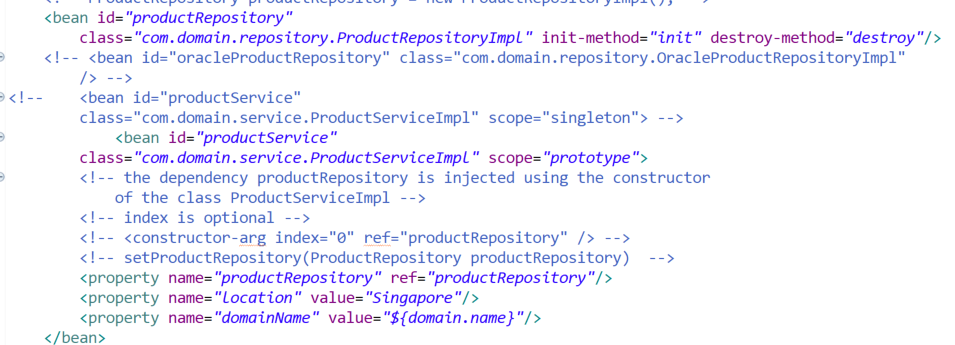 <!-- ProductRepository productRepository = new ProductRepositoryImpl(); -->
<bean id="productRepository"
class="com.domain.repository.ProductRepositoryImpl" init-method="init" destroy-method="destroy"/>
<!-- <bean id="oracleProductRepository" class="com.domain.repository.OracleProductRepositoryImpl"
/> -->
<!-- <bean id="productService"
class="com.domain.service.ProductServiceImpl" scope="singleton"> -->
<bean id="productService"
class="com.domain.service.ProductServiceImpl" scope="prototype">
<!-- the dependency productRepository is injected using the constructor
of the class ProductServiceImpl -->
<!-- index is optional -->
<!-- <constructor-arg index="0" ref="productRepository" /> -->
<!-- setProductRepository(ProductRepository productRepository) -->
<property name="productRepository" ref="productRepository"/>
<property name="location" value="Singapore"/>
<property name="domainName" value="${domain.name}"/>
</bean>